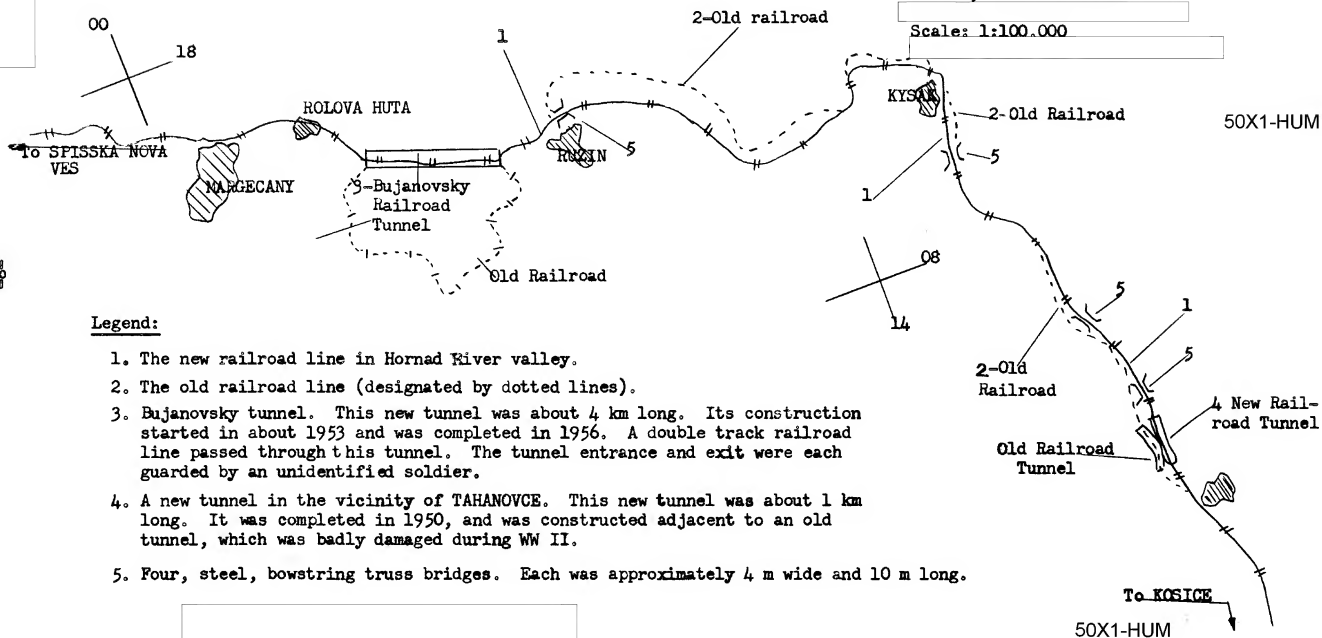 2-Old railroad
Scale: 1:100.000
00
18
1
ROLOVA HUTA
KYSAK
2-Old Railroad
50X1-HUM
To SPISSKA NOVA
VES
MARGECANY
RUZIN
5
5
3-Bujanovsky
Railroad
Tunnel
1
Old Railroad
08
14
5
1
Legend:
1. The new railroad line in Hornad River valley.
2. The old railroad line (designated by dotted lines).
3. Bujanovsky tunnel. This new tunnel was about 4 km long. Its construction
started in about 1953 and was completed in 1956. A double track railroad
line passed through this tunnel. The tunnel entrance and exit were each
guarded by an unidentified soldier.
4. A new tunnel in the vicinity of TAHANOVCE. This new tunnel was about 1 km
long. It was completed in 1950, and was constructed adjacent to an old
tunnel, which was badly damaged during WW II.
5. Four, steel, bowstring truss bridges. Each was approximately 4 m wide and 10 m long.
2-Old
Railroad
5
4 New Rail-
road Tunnel
Old Railroad
Tunnel
To KOSICE
50X1-HUM